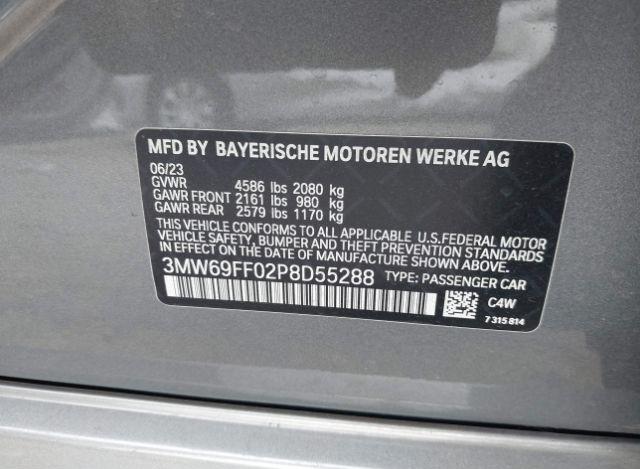 MFD BY BAYERISCHE MOTOREN WERKE AG
06/23
GVWR 4586 lbs 2080 kg
GAWR FRONT 2161 lbs 980 kg
GAWR REAR 2579 lbs 1170 kg
THIS VEHICLE CONFORMS TO ALL APPLICABLE U.S.FEDERAL MOTOR
VEHICLE SAFETY, BUMPER, AND THEFT PREVENTION STANDARDS
IN EFFECT ON THE DATE OF MANUFACTURE SHOWN ABOVE.
3MW69FF02P8D55288 TYPE: PASSENGER CAR
C4W
7 315 814